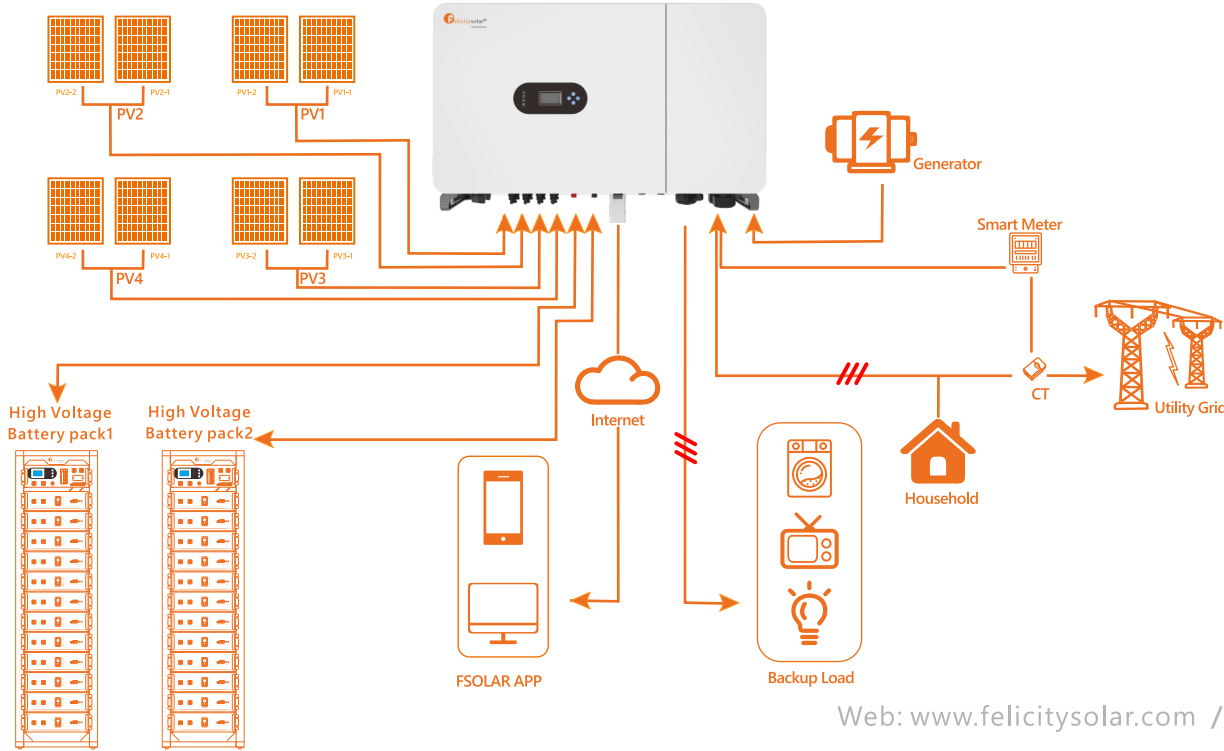 Felicitysolar®
PV2-2
PV2-1
PV2
PV1-2
PV1-1
PV1
Generator
PV4-2
PV4-1
PV4
PV3-2
PV3-1
PV3
Smart Meter
High Voltage
Battery pack1
High Voltage
Battery pack2
Internet
CT
Utility Grid
Household
FSOLAR APP
Backup Load
Web: www.felicitysolar.com /